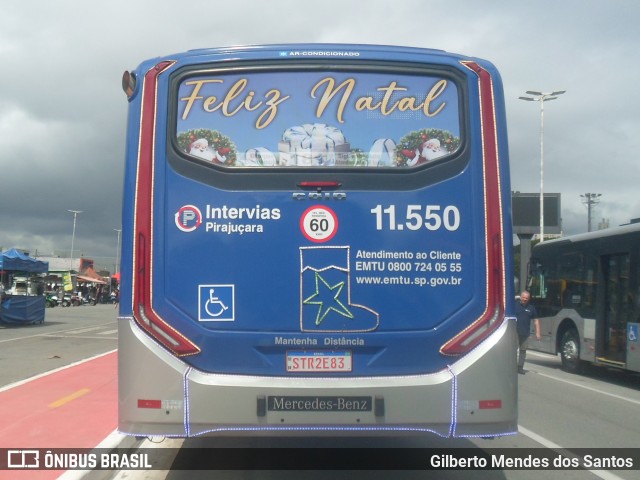 AR-CONDICIONADO
Feliz Natal
CAIO
Intervias
Pirajuçara
60
11.550
Atendimento ao Cliente
EMTU 0800 724 05 55
www.emtu.sp.gov.br
Mantenha Distância
STR2E83
Mercedes-Benz
ÔNIBUS BRASIL
Gilberto Mendes dos Santos